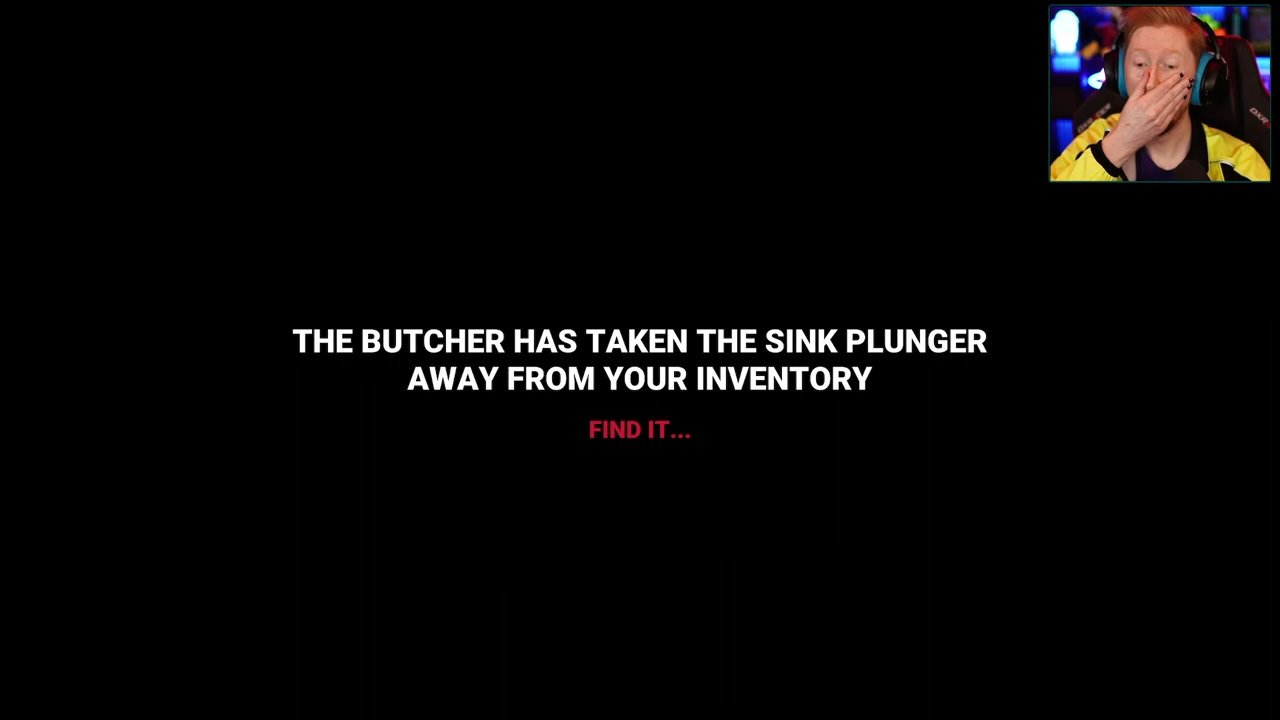 THE BUTCHER HAS TAKEN THE SINK PLUNGER
AWAY FROM YOUR INVENTORY
FIND IT...